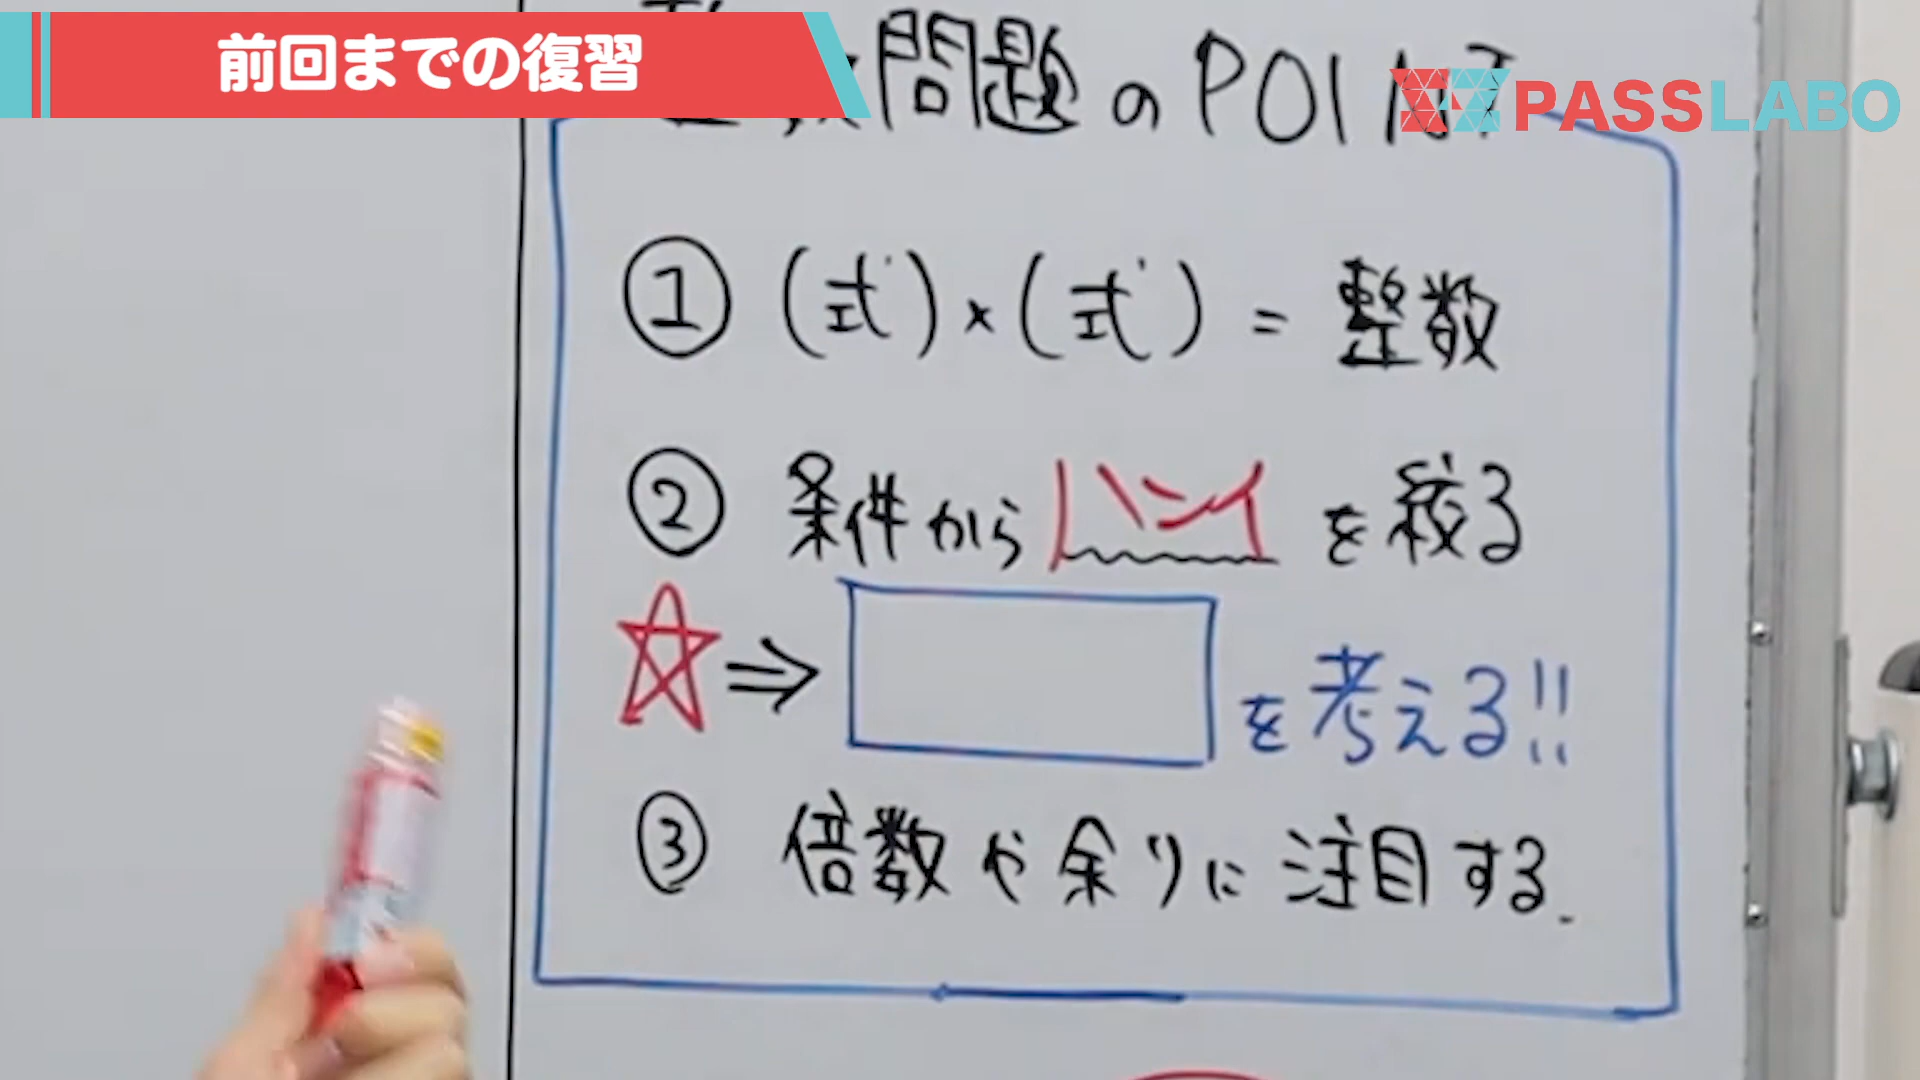 前回までの復習
問題のPOINT
PASSLABO
① (式)×(式) = 整数
② 条件からハンイを絞る
☆⇒ を考える!!
③ 倍数や余りに注目する.